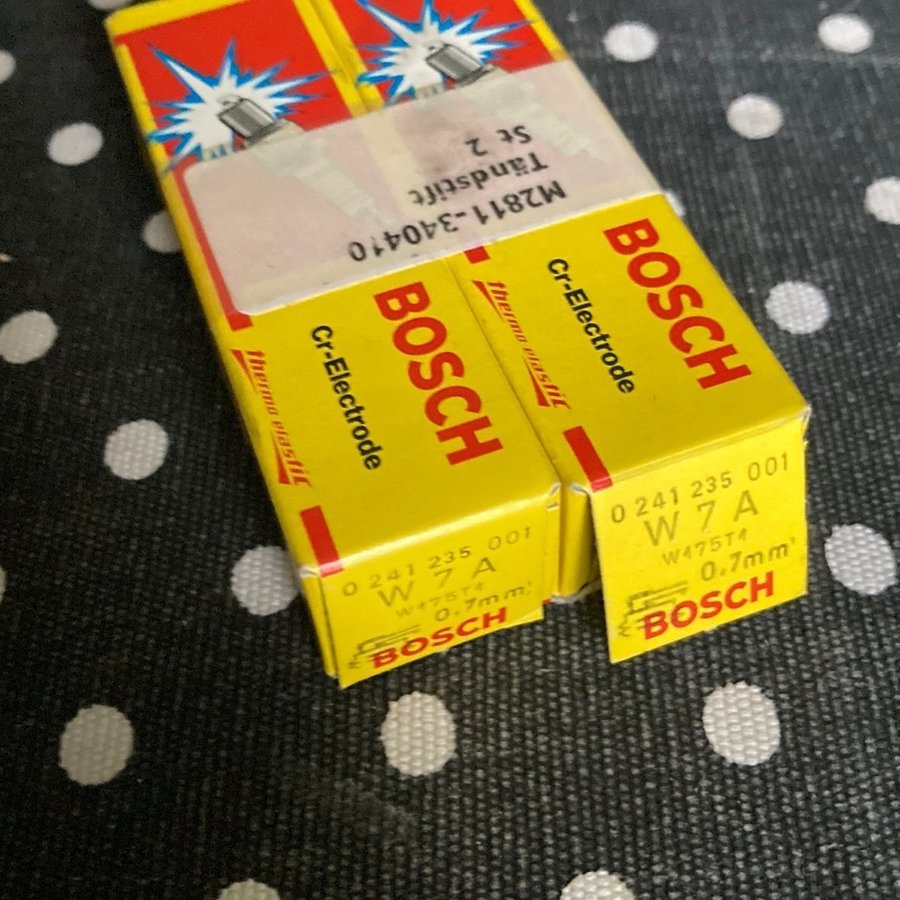 M2811-340410
Tändstift
St 2
BOSCH
Cr-Electrode
thermo elastic
BOSCH
Cr-Electrode
thermo elastic
0 241 235 001
W 7 A
W175T1
0.7mm
BOSCH
0 241 235 001
W 7 A
W175T1
0.7mm
BOSCH